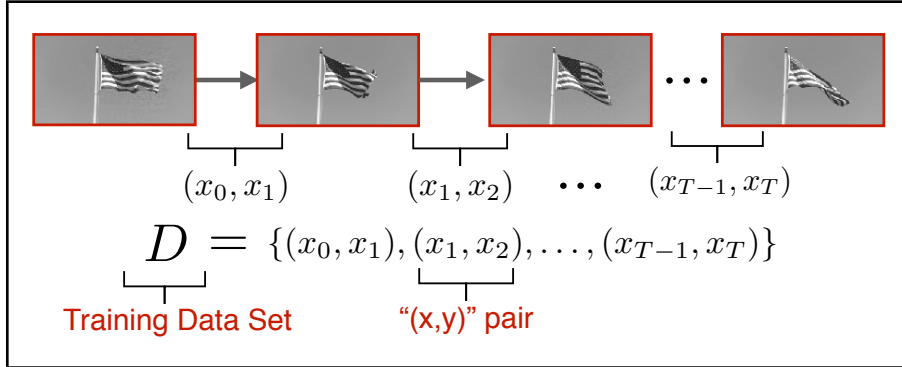 ...
(x_0, x_1) (x_1, x_2) ... (x_{T-1}, x_T)
D = {(x_0, x_1), (x_1, x_2), . . . , (x_{T-1}, x_T)}
Training Data Set “(x,y)” pair